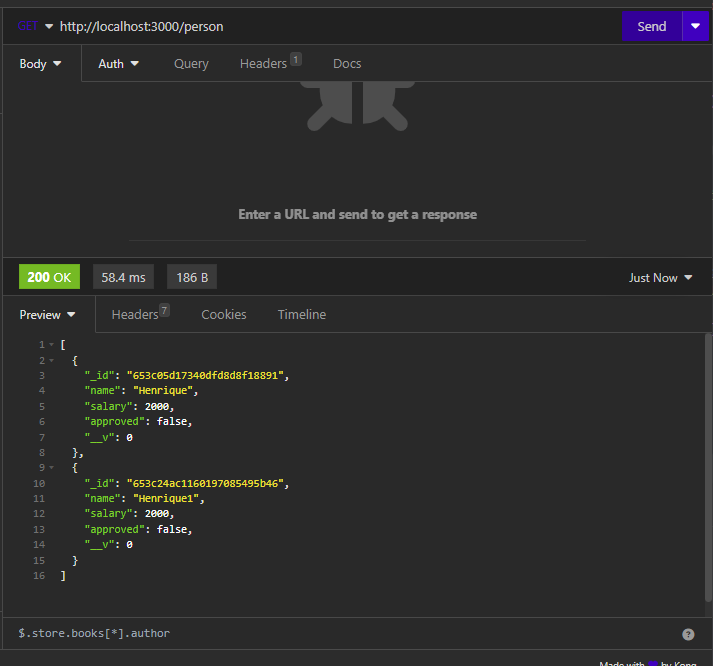 GET http://localhost:3000/person Send
Body Auth Query Headers 1 Docs
Enter a URL and send to get a response
200 OK 58.4 ms 186 B Just Now
Preview Headers 7 Cookies Timeline
1 [
2 {
3 "_id": "653c05d17340dfd8d8f18891",
4 "name": "Henrique",
5 "salary": 2000,
6 "approved": false,
7 "__v": 0
8 },
9 {
10 "_id": "653c24ac1160197085495b46",
11 "name": "Henrique1",
12 "salary": 2000,
13 "approved": false,
14 "__v": 0
15 }
16 ]
$.store.books[*].author ?
Made with by Kong